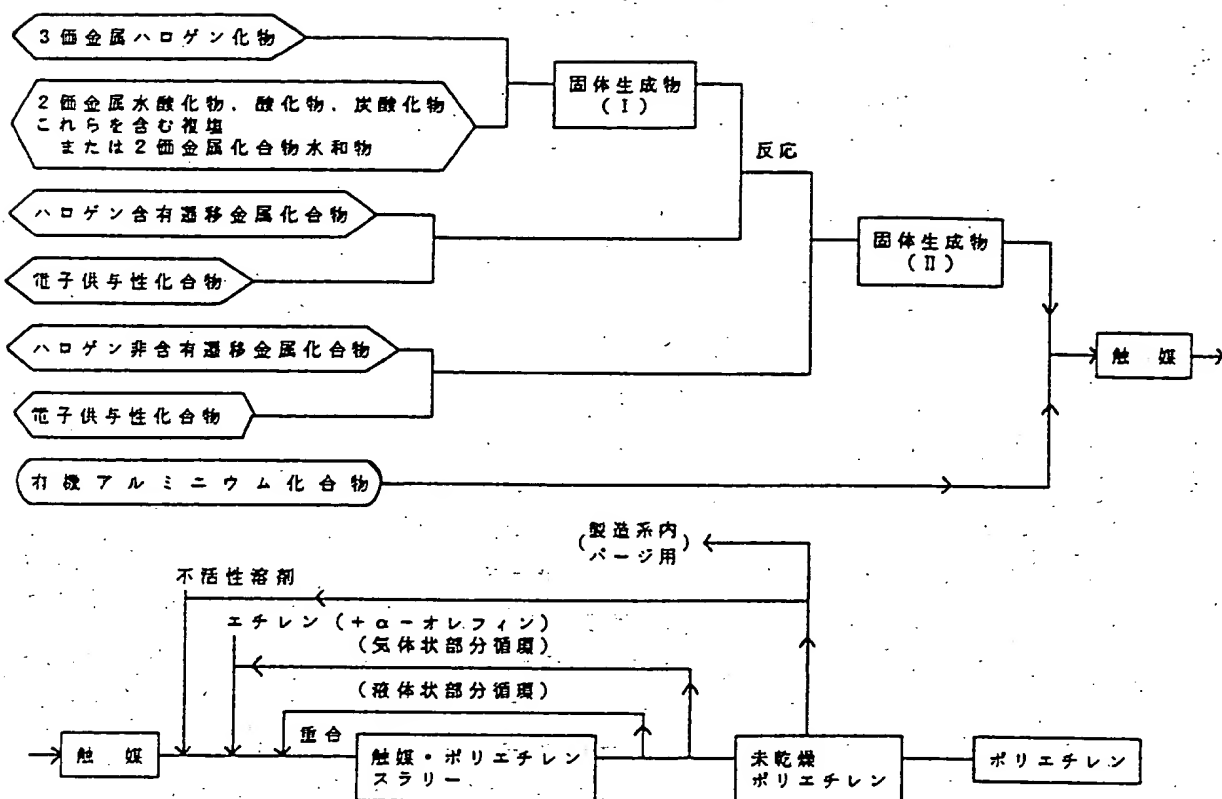 3価金属ハロゲン化物
2価金属水酸化物、酸化物、炭酸化物
これらを含む複塩
または2価金属化合物水和物
固体生成物
(I)
反応
ハロゲン含有遷移金属化合物
電子供与性化合物
固体生成物
(II)
ハロゲン非含有遷移金属化合物
電子供与性化合物
触 媒
有機アルミニウム化合物
(製造系内
パージ用)
不活性溶剤
エチレン(+α-オレフィン)
(気体状部分循環)
(液体状部分循環)
重合
触 媒
触媒・ポリエチレン
スラリー
未乾燥
ポリエチレン
ポリエチレン